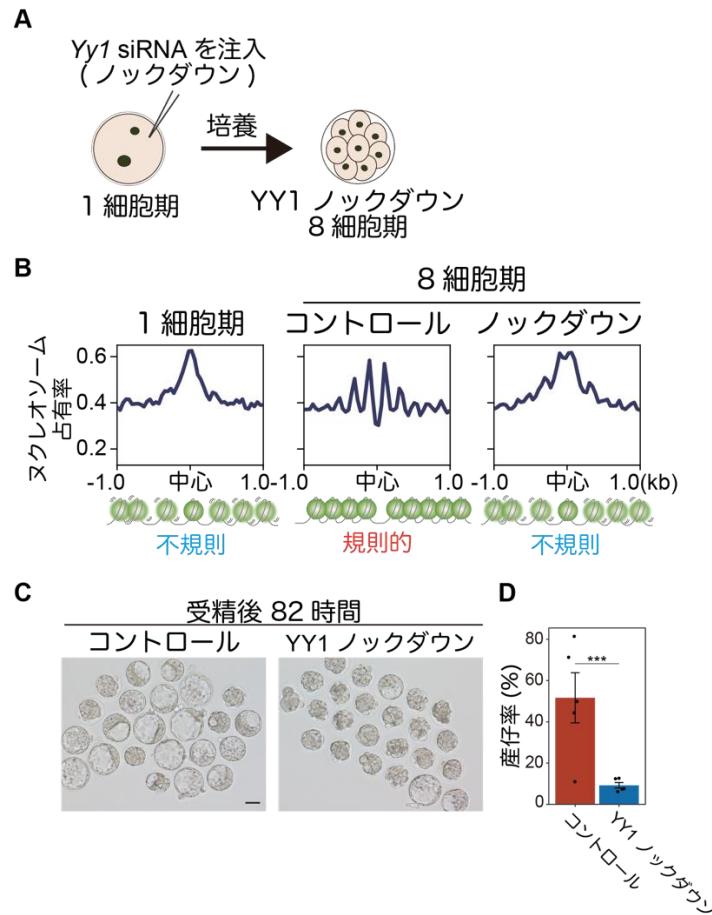 A
Yy1 siRNA を注入
( ノックダウン )
培養
1 細胞期
YY1 ノックダウン
8 細胞期
B
8 細胞期
1 細胞期
コントロール
ノックダウン
ヌクレオソーム
占有率
0.6
0.4
0.2
-1.0 中心 1.0
-1.0 中心 1.0
-1.0 中心 1.0(kb)
不規則
規則的
不規則
C
受精後 82 時間
コントロール
YY1 ノックダウン
D
産仔率 (%)
80
60
40
20
0
***
コントロール
YY1 ノックダウン